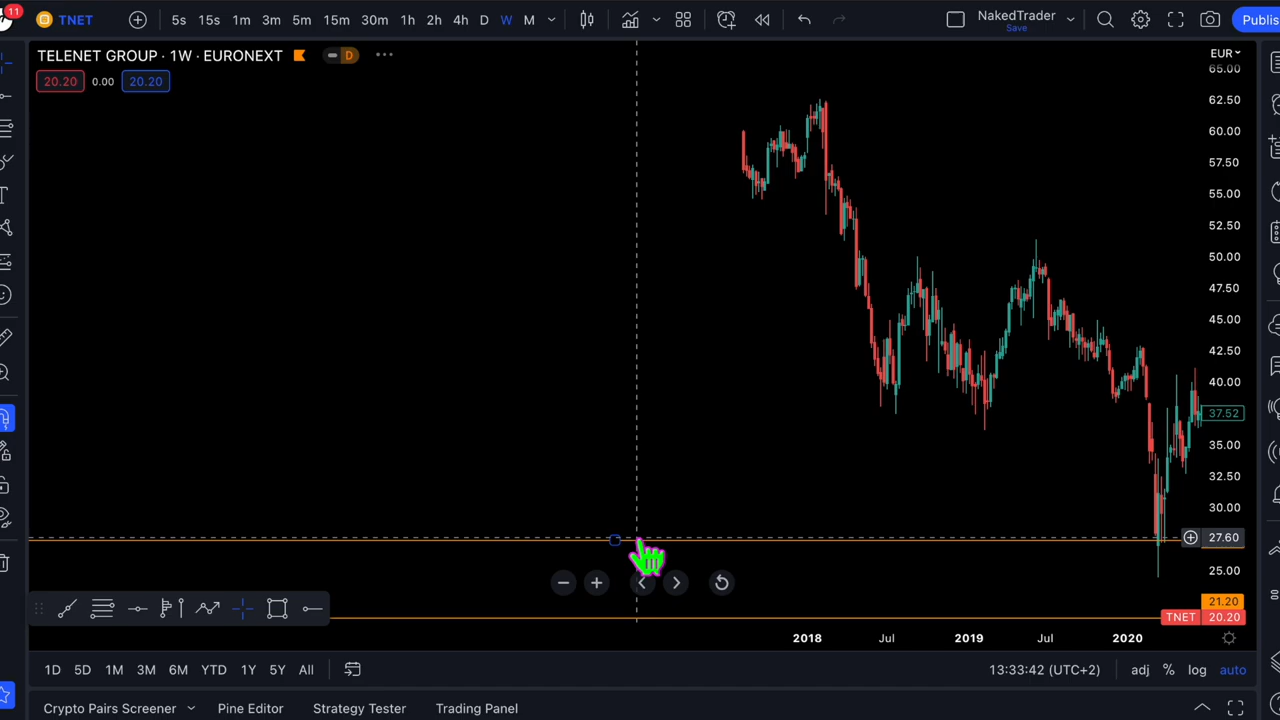 11
TNET 5s 15s 1m 3m 5m 15m 30m 1h 2h 4h D W M NakedTrader Save Publis
TELENET GROUP · 1W · EURONEXT D EUR
20.20 0.00 20.20
65.00
62.50
60.00
57.50
55.00
52.50
50.00
47.50
45.00
42.50
40.00
37.52
35.00
32.50
30.00
27.60
25.00
21.20
TNET 20.20
2018 Jul 2019 Jul 2020
1D 5D 1M 3M 6M YTD 1Y 5Y All 13:33:42 (UTC+2) adj % log auto
Crypto Pairs Screener Pine Editor Strategy Tester Trading Panel